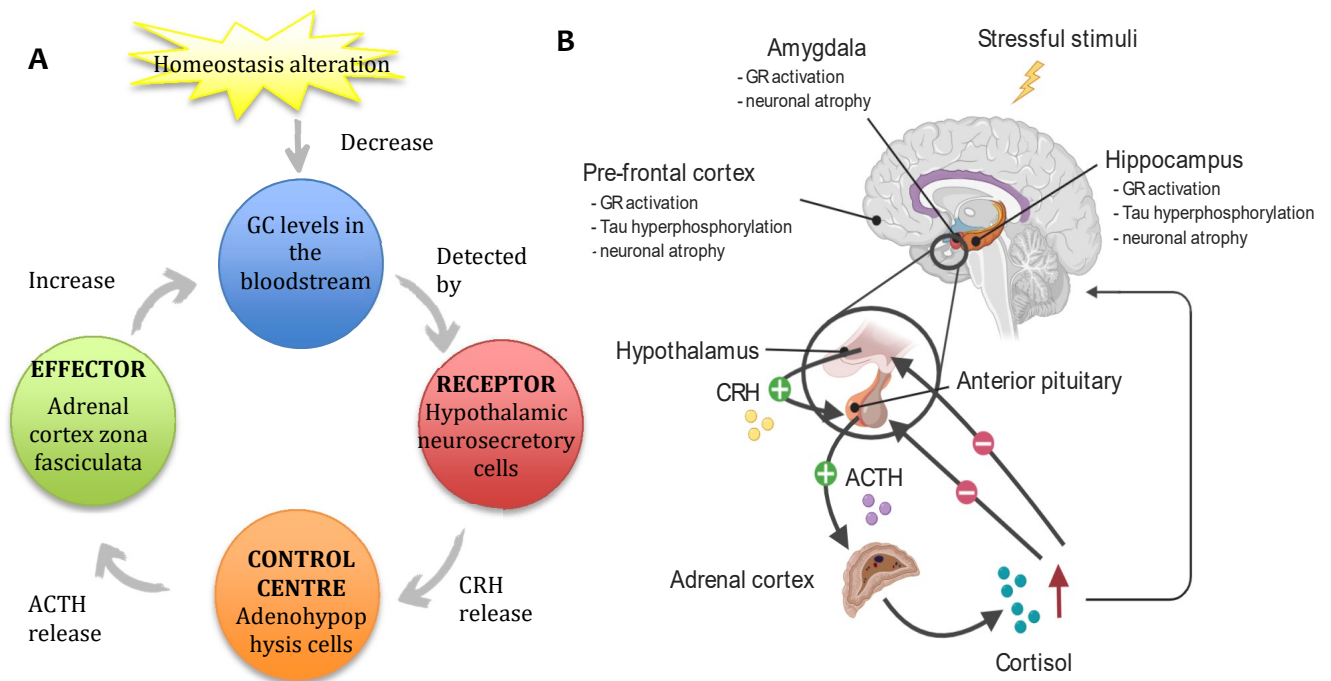 A
Homeostasis alteration
Decrease
GC levels in
the
bloodstream
Detected
by
RECEPTOR
Hypothalamic
neurosecretory
cells
CRH
release
CONTROL
CENTRE
Adenohypop
hysis cells
ACTH
release
EFFECTOR
Adrenal
cortex zona
fasciculata
Increase
B
Stressful stimuli
Amygdala
- GR activation
- neuronal atrophy
Pre-frontal cortex
- GR activation
- Tau hyperphosphorylation
- neuronal atrophy
Hippocampus
- GR activation
- Tau hyperphosphorylation
- neuronal atrophy
Hypothalamus
CRH
+
Anterior pituitary
+
ACTH
−
−
Adrenal cortex
Cortisol